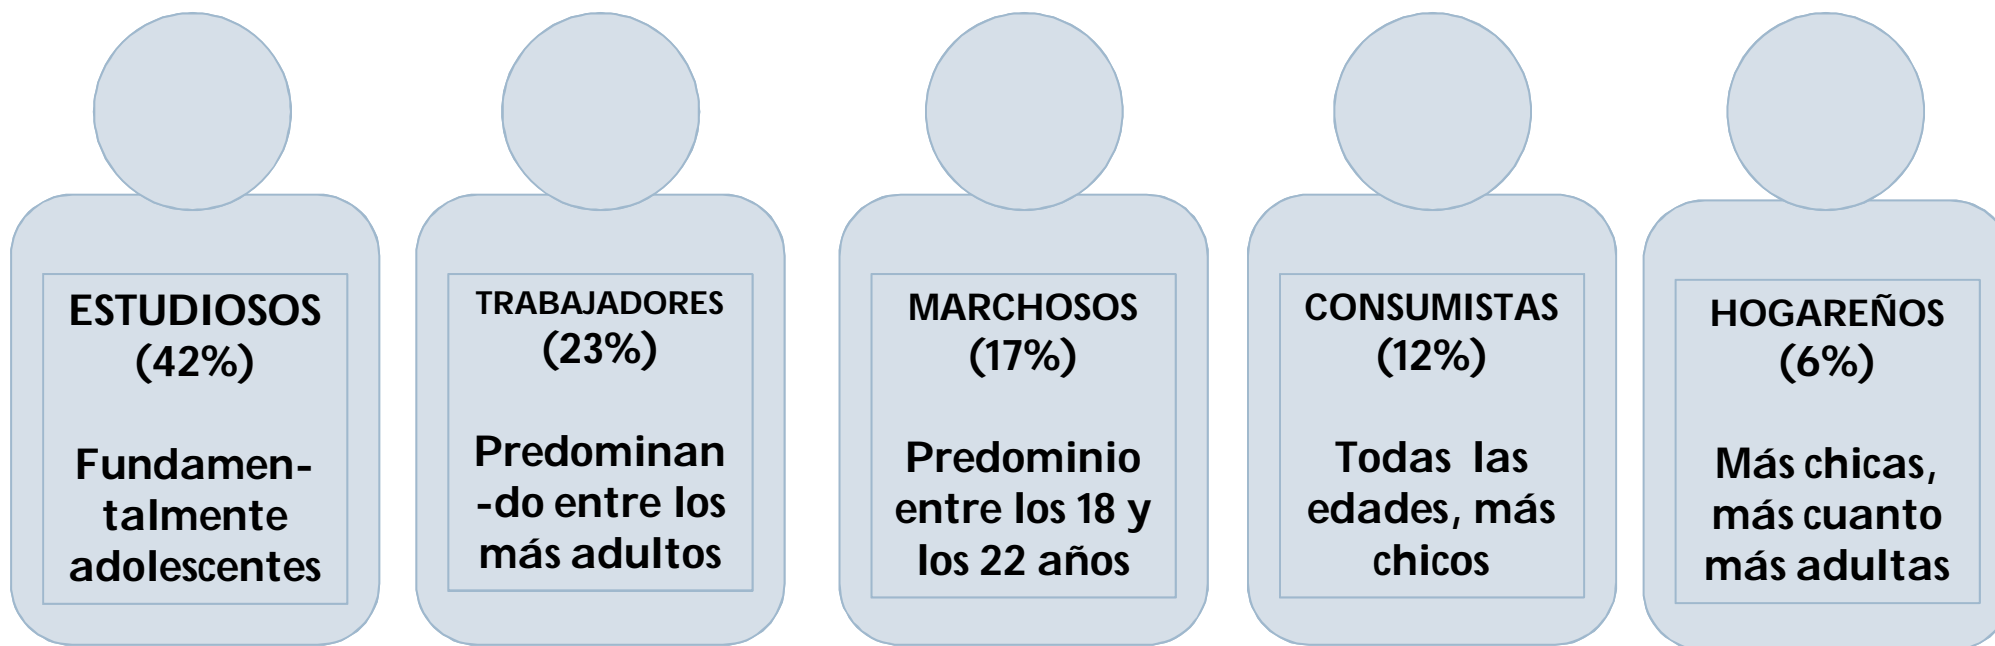 ESTUDIOSOS
(42%)
Fundamen-
talmente
adolescentes
TRABAJADORES
(23%)
Predominan
-do entre los
más adultos
MARCHOSOS
(17%)
Predominio
entre los 18 y
los 22 años
CONSUMISTAS
(12%)
Todas las
edades, más
chicos
HOGAREÑOS
(6%)
Más chicas,
más cuanto
más adultas